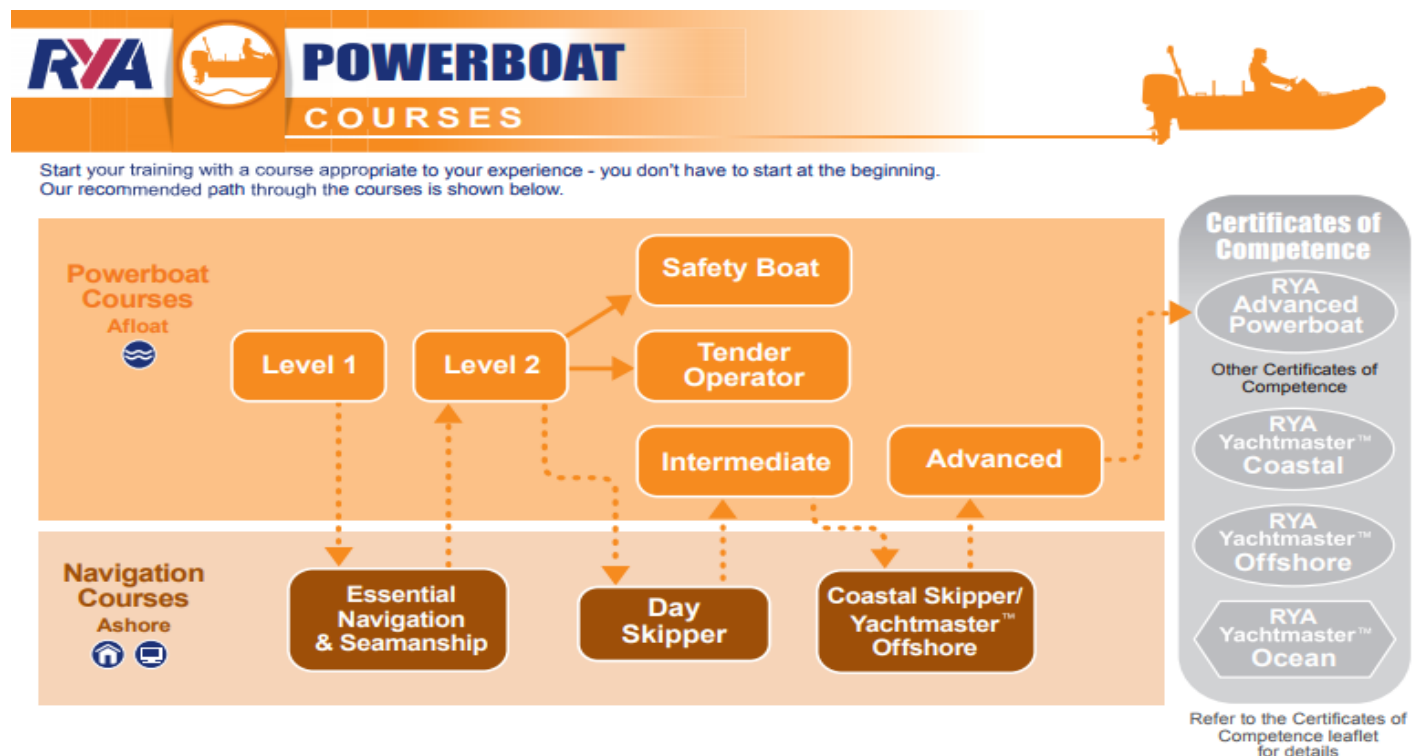 RYA
POWERBOAT
COURSES
Start your training with a course appropriate to your experience - you don't have to start at the beginning.
Our recommended path through the courses is shown below.
Powerboat
Courses
Afloat
Level 1
Level 2
Safety Boat
Tender
Operator
Intermediate
Advanced
Navigation
Courses
Ashore
Essential
Navigation
& Seamanship
Day
Skipper
Coastal Skipper/
Yachtmaster™
Offshore
Certificates of
Competence
RYA
Advanced
Powerboat
Other Certificates of
Competence
RYA
Yachtmaster™
Coastal
RYA
Yachtmaster™
Offshore
RYA
Yachtmaster™
Ocean
Refer to the Certificates of
Competence leaflet
for details